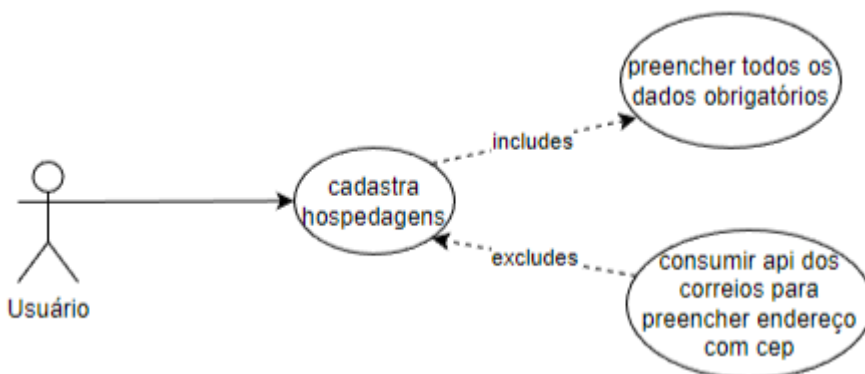 preencher todos os
dados obrigatórios
includes
cadastra
hospedagens
excludes
consumir api dos
correios para
preencher endereço
com cep
Usuário